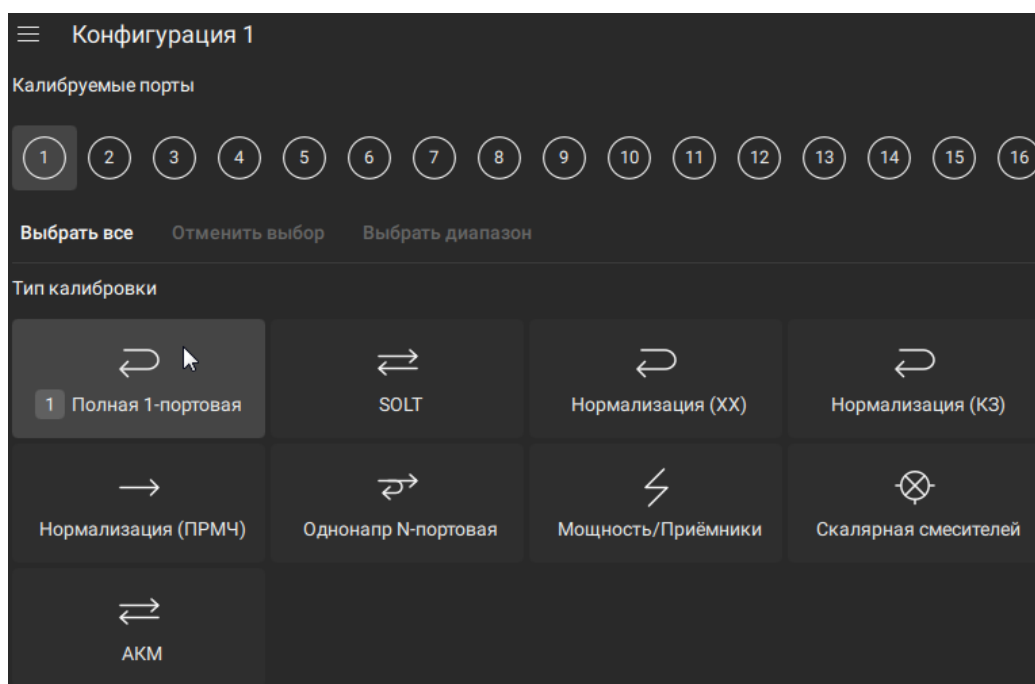 Конфигурация 1
Калибруемые порты
1 2 3 4 5 6 7 8 9 10 11 12 13 14 15 16
Выбрать все Отменить выбор Выбрать диапазон
Тип калибровки
1 Полная 1-портовая SOLT Нормализация (ХХ) Нормализация (КЗ)
Нормализация (ПРМЧ) Однонапр N-портовая Мощность/Приёмники Скалярная смесителей
АКМ